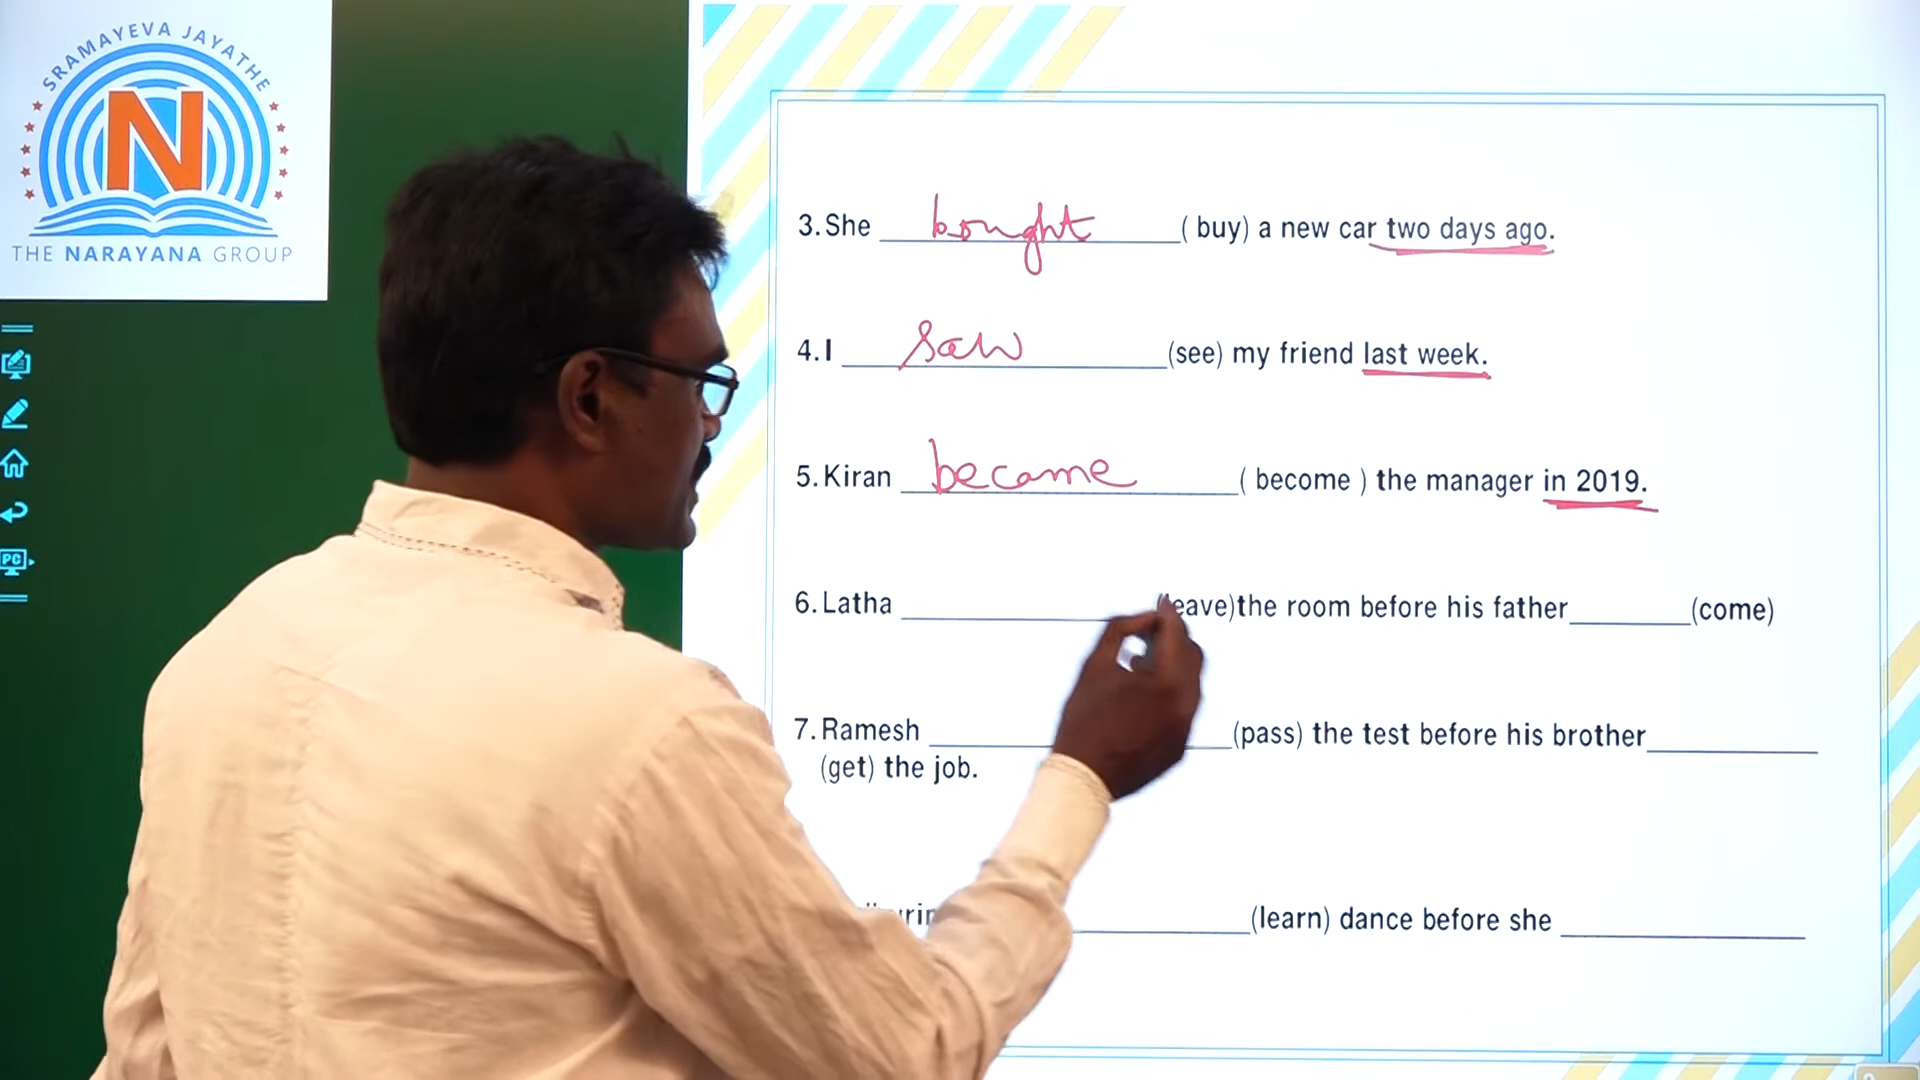 SRAMAYEVA JAYATHE
N
THE NARAYANA GROUP
PC
3. She bought ( buy) a new car two days ago.
4. I saw (see) my friend last week.
5. Kiran became ( become ) the manager in 2019.
6. Latha (leave)the room before his father (come)
7. Ramesh (pass) the test before his brother
(get) the job.
(learn) dance before she